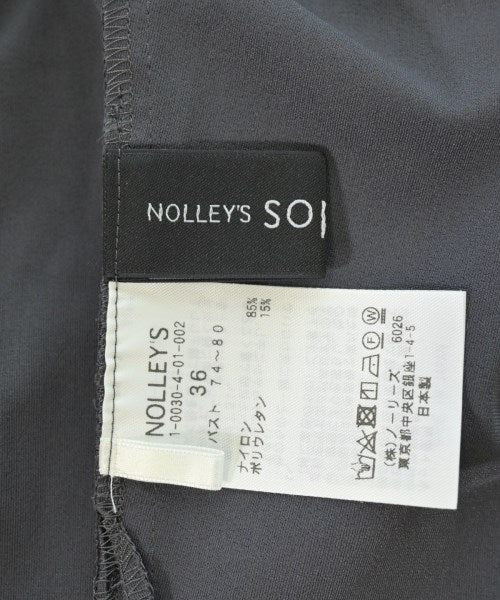 NOLLEY'S SOI
NOLLEY'S
1-0030-4-01-002
36
バスト 74～80
ナイロン 85%
ポリウレタン 15%
6026
(株)ノーリーズ
東京都中央区銀座1-4-5
日本製